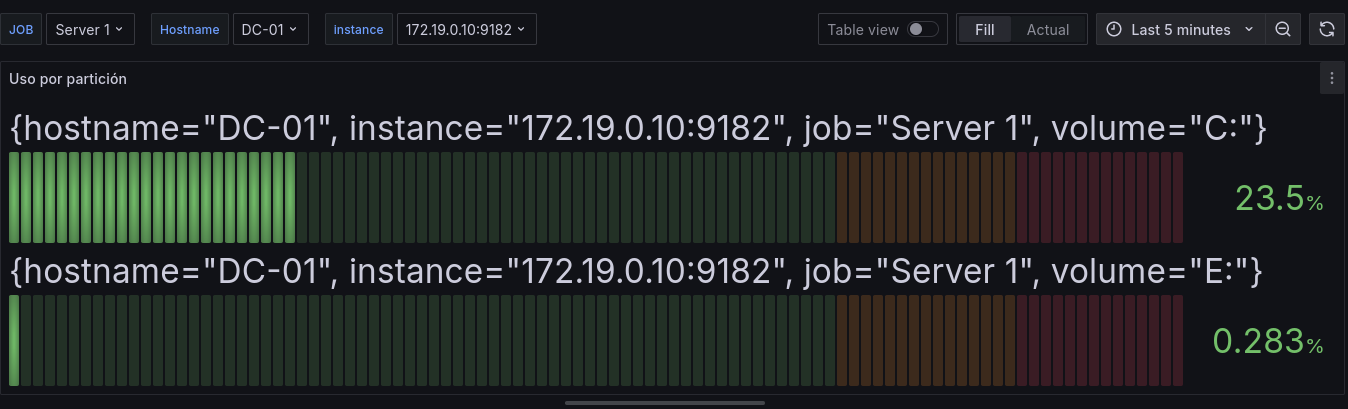 JOB Server 1 Hostname DC-01 instance 172.19.0.10:9182 Table view Fill Actual Last 5 minutes
Uso por partición
{hostname="DC-01", instance="172.19.0.10:9182", job="Server 1", volume="C:"}
23.5%
{hostname="DC-01", instance="172.19.0.10:9182", job="Server 1", volume="E:"}
0.283%